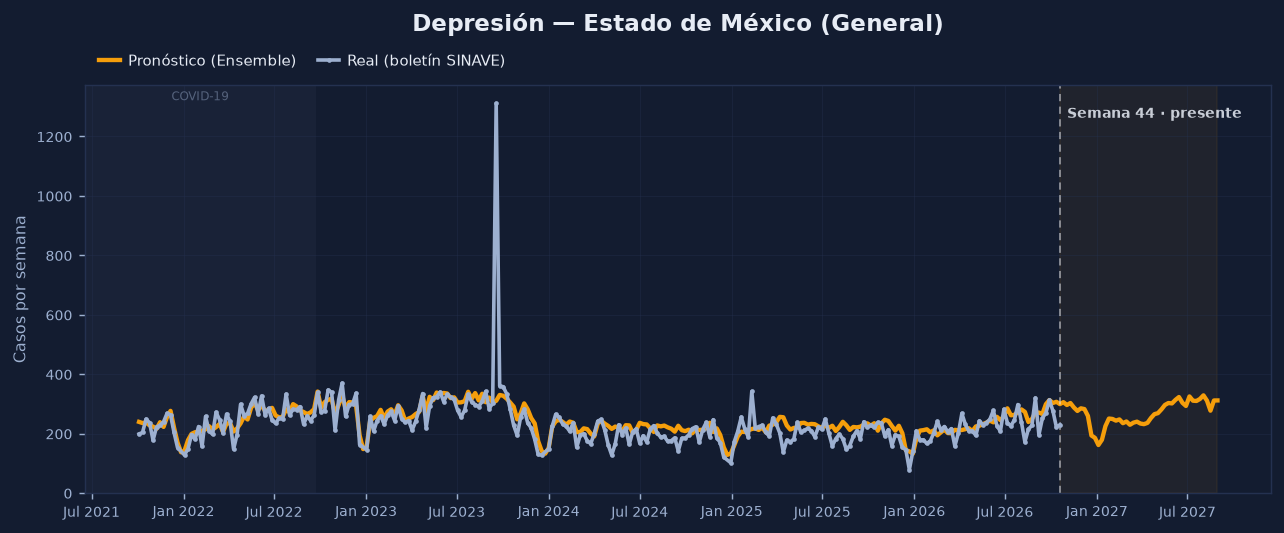 Depresión — Estado de México (General)
Pronóstico (Ensemble)
Real (boletín SINAVE)
COVID-19
Semana 44 · presente
Casos por semana
1200
1000
800
600
400
200
0
Jul 2021
Jan 2022
Jul 2022
Jan 2023
Jul 2023
Jan 2024
Jul 2024
Jan 2025
Jul 2025
Jan 2026
Jul 2026
Jan 2027
Jul 2027